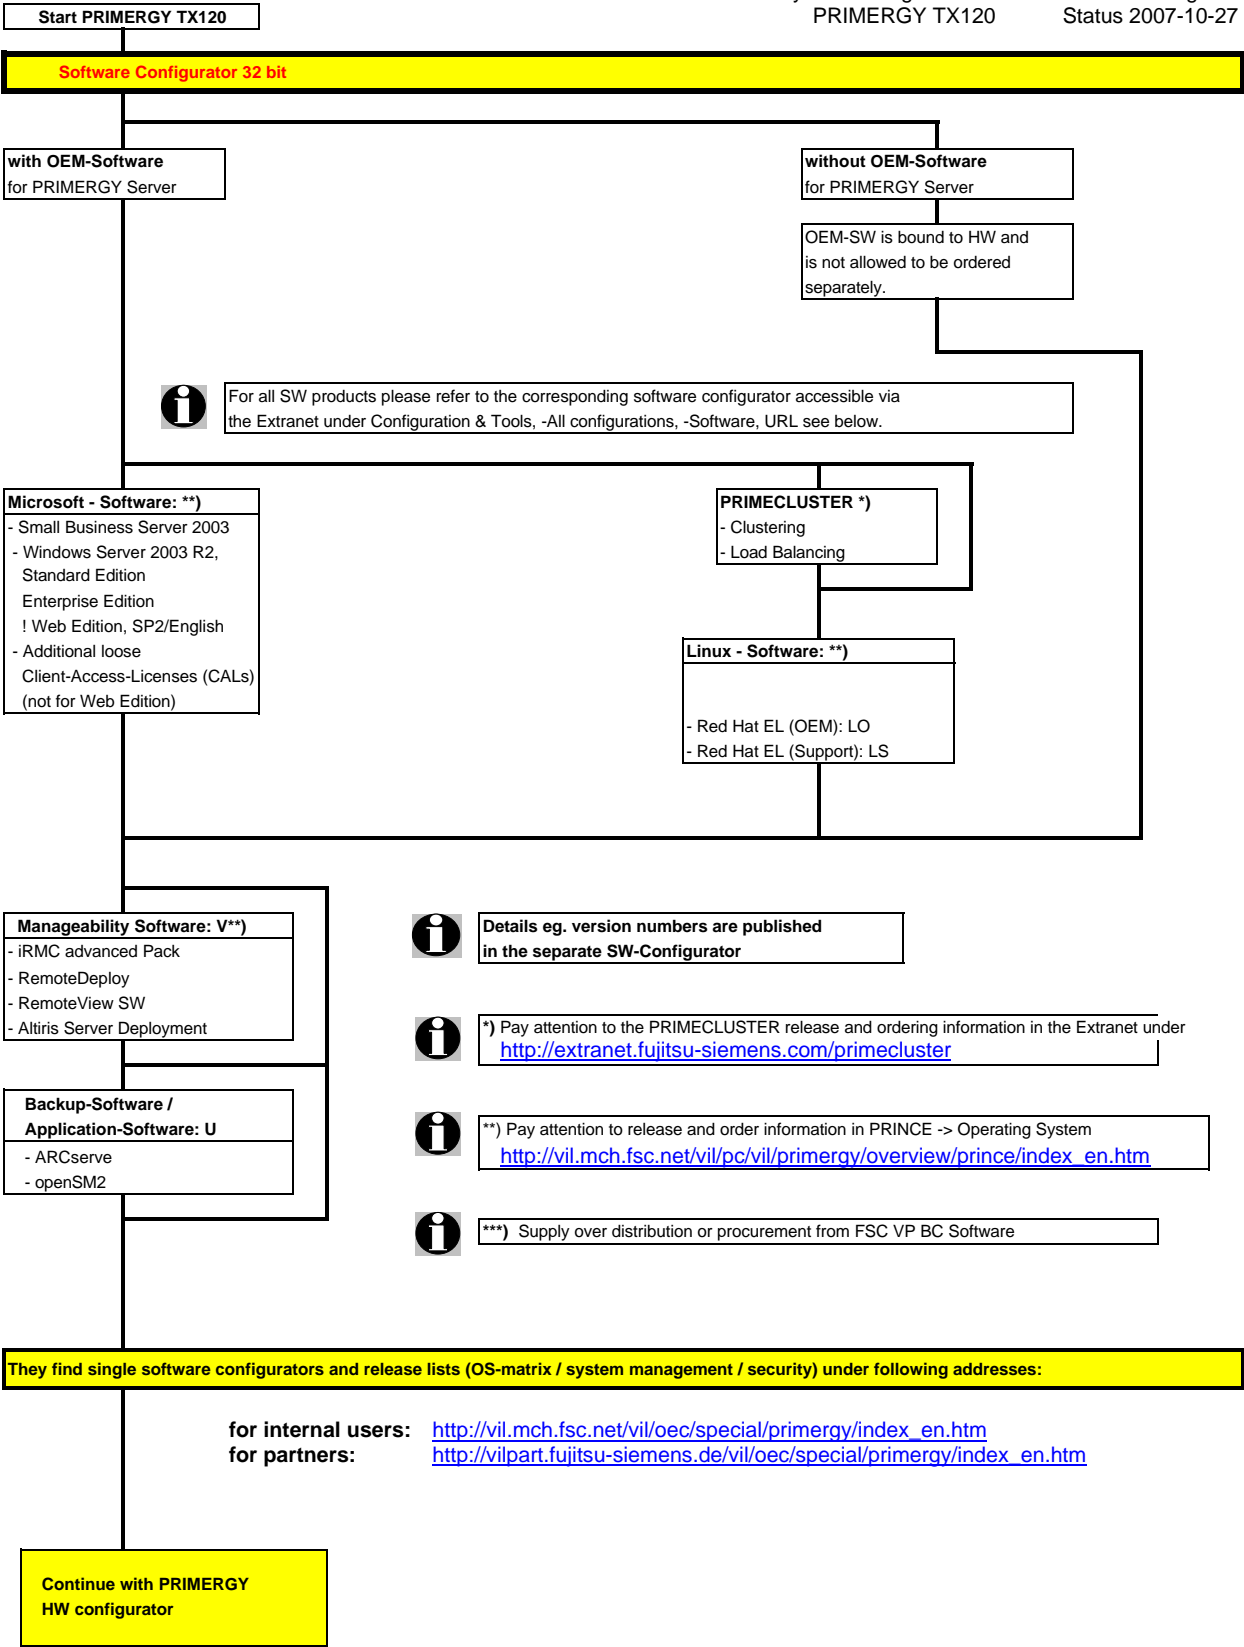 Start PRIMERGY TX120
PRIMERGY TX120 Status 2007-10-27
Software Configurator 32 bit
with OEM-Software
for PRIMERGY Server
without OEM-Software
for PRIMERGY Server
OEM-SW is bound to HW and
is not allowed to be ordered
separately.
For all SW products please refer to the corresponding software configurator accessible via
the Extranet under Configuration & Tools, -All configurations, -Software, URL see below.
Microsoft - Software: **)
- Small Business Server 2003
- Windows Server 2003 R2,
Standard Edition
Enterprise Edition
! Web Edition, SP2/English
- Additional loose
Client-Access-Licenses (CALs)
(not for Web Edition)
PRIMECLUSTER *)
- Clustering
- Load Balancing
Linux - Software: **)
- Red Hat EL (OEM): LO
- Red Hat EL (Support): LS
Manageability Software: V**)
- iRMC advanced Pack
- RemoteDeploy
- RemoteView SW
- Altiris Server Deployment
Details eg. version numbers are published
in the separate SW-Configurator
*) Pay attention to the PRIMECLUSTER release and ordering information in the Extranet under
http://extranet.fujitsu-siemens.com/primecluster
Backup-Software /
Application-Software: U
- ARCserve
- openSM2
**) Pay attention to release and order information in PRINCE -> Operating System
http://vil.mch.fsc.net/vil/pc/vil/primergy/overview/prince/index_en.htm
***) Supply over distribution or procurement from FSC VP BC Software
They find single software configurators and release lists (OS-matrix / system management / security) under following addresses:
for internal users: http://vil.mch.fsc.net/vil/oec/special/primergy/index_en.htm
for partners: http://vilpart.fujitsu-siemens.de/vil/oec/special/primergy/index_en.htm
Continue with PRIMERGY
HW configurator